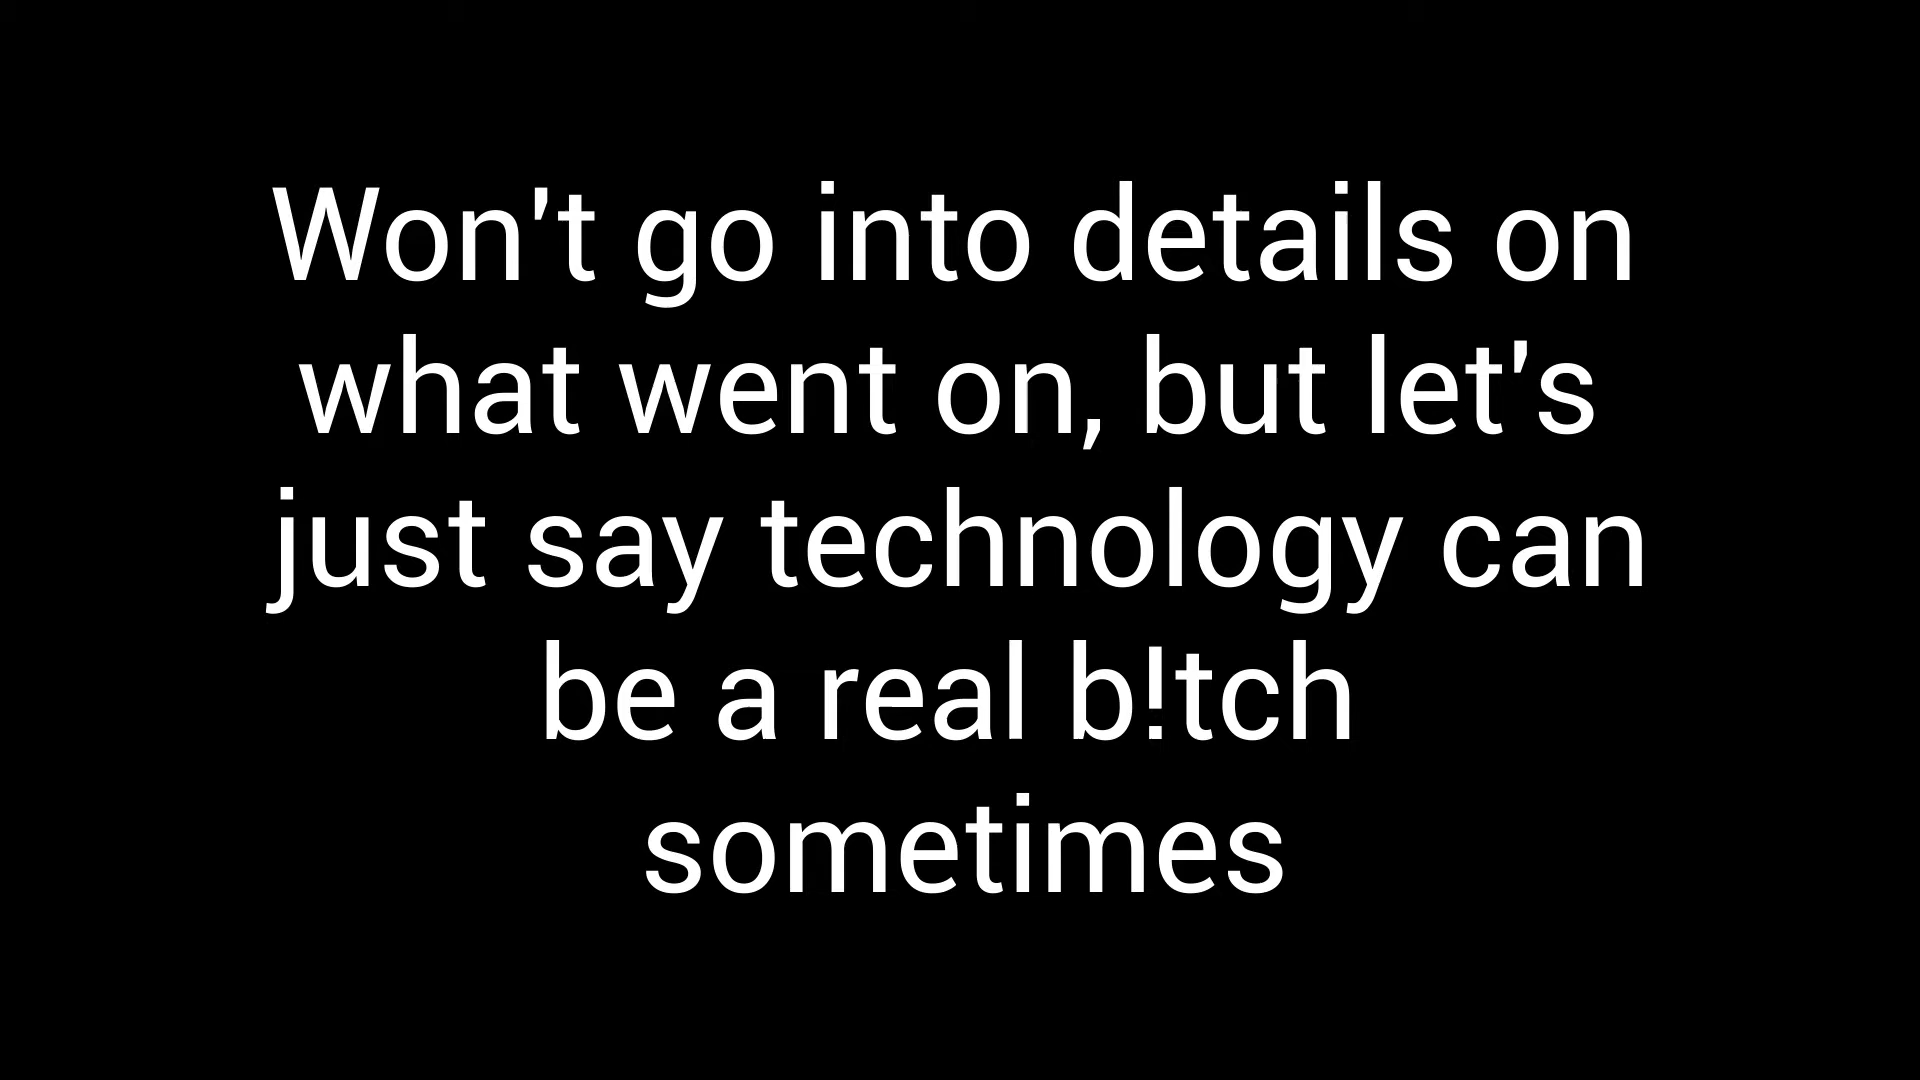 Won't go into details on
what went on, but let's
just say technology can
be a real b!tch
sometimes